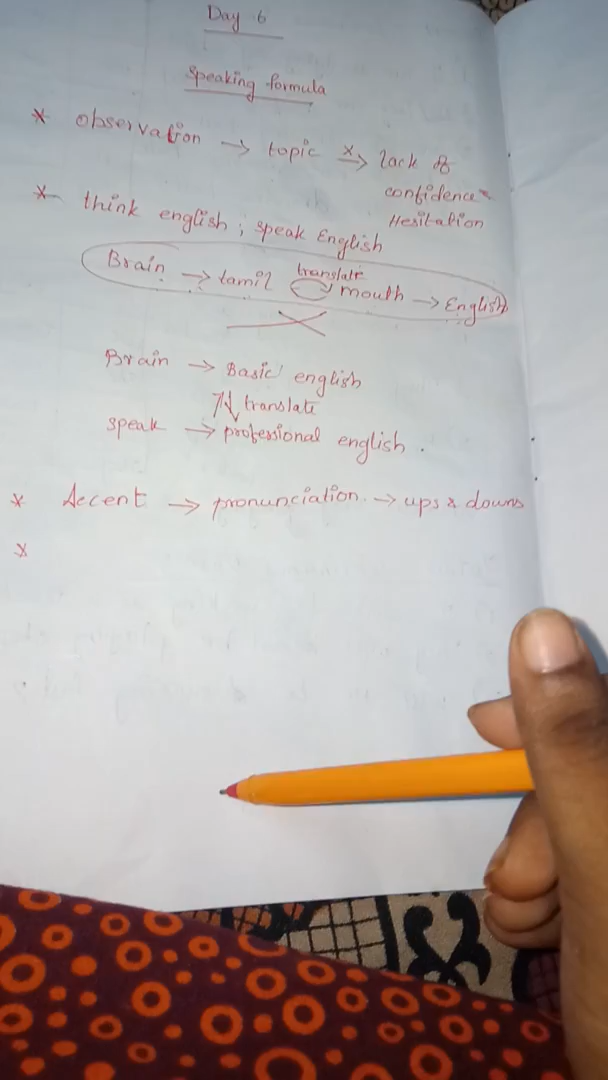 Day 6
Speaking formula
* observation → topic x→ lack of
confidence
Hesitation
* think english ; speak English
Brain → tamil translate mouth → English
Brain → Basic english
translate
speak → professional english .
* Accent → pronunciation. → ups & downs
*